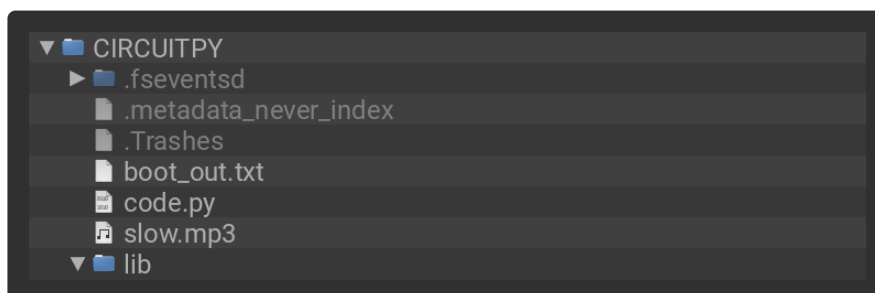 CIRCUITPY
.fseventsd
.metadata_never_index
.Trashes
boot_out.txt
code.py
slow.mp3
lib